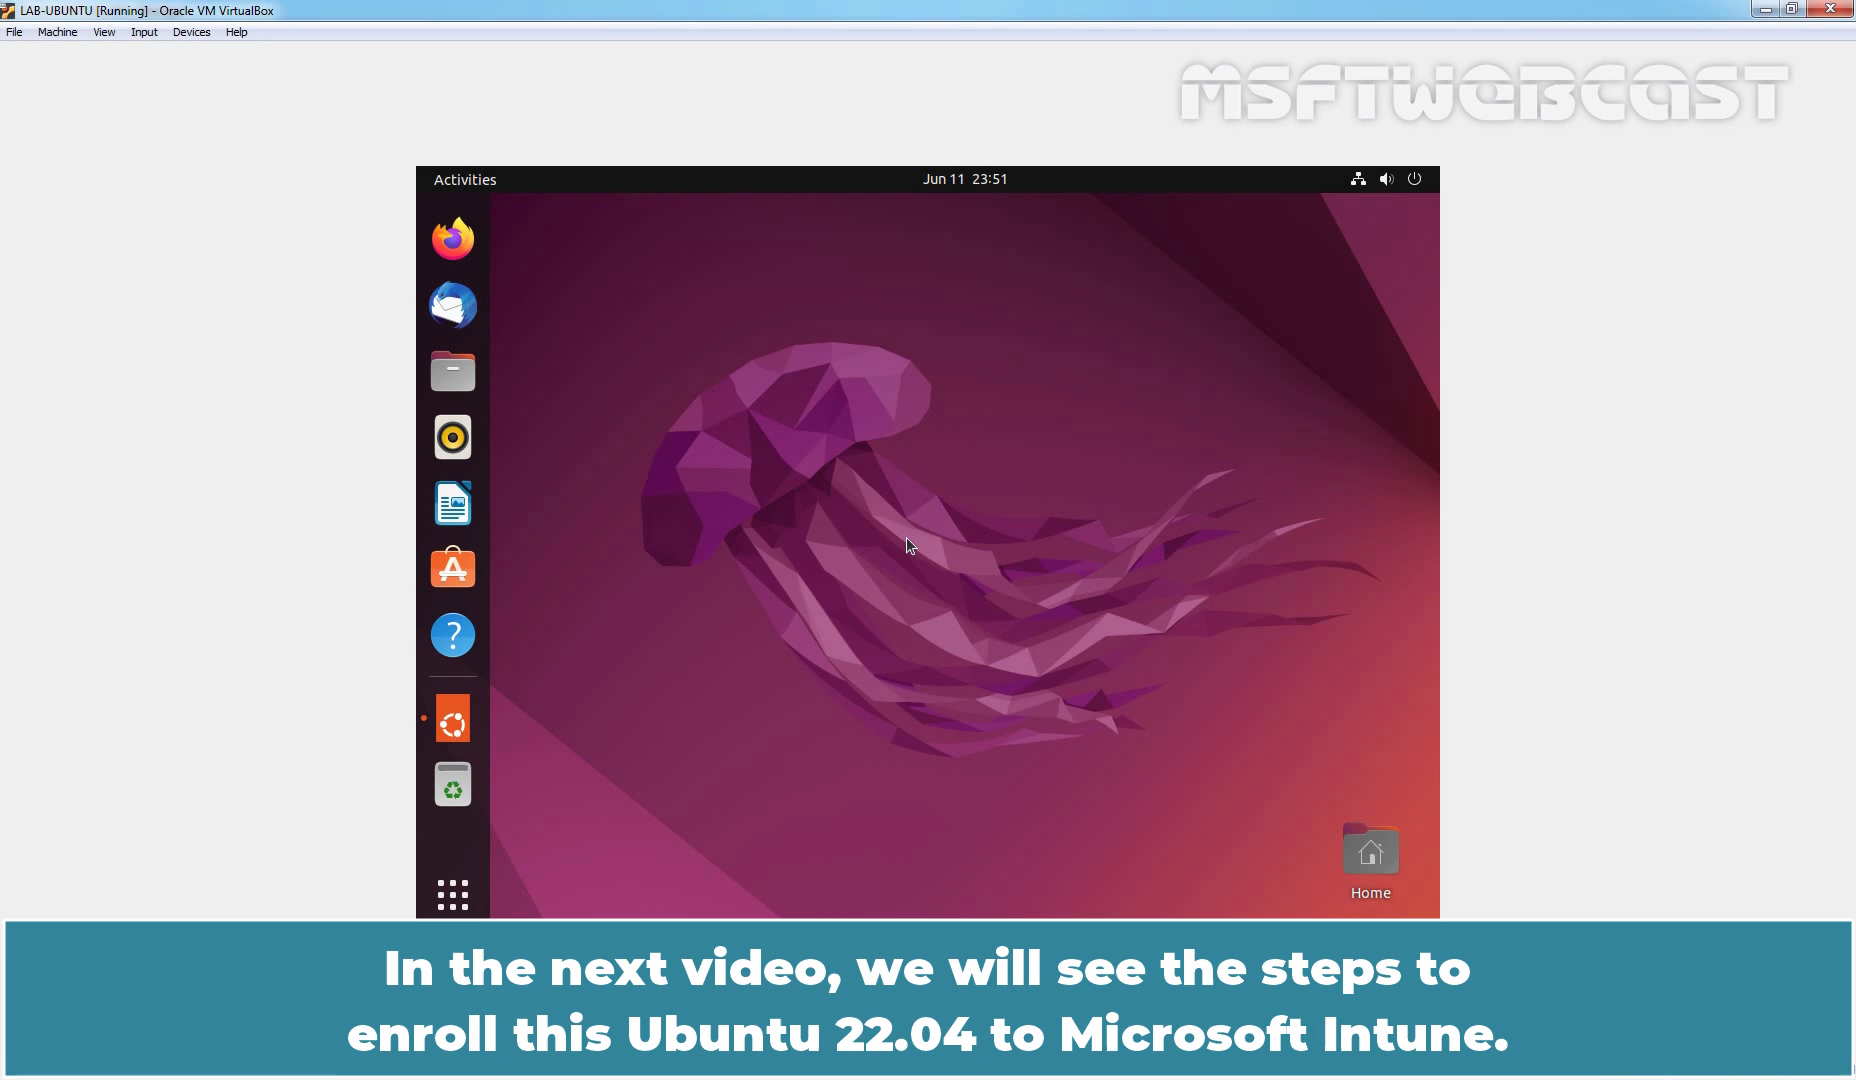 LAB-UBUNTU [Running] - Oracle VM VirtualBox
File Machine View Input Devices Help
MSFTWEBCAST
Activities
Jun 11 23:51
Home
In the next video, we will see the steps to
enroll this Ubuntu 22.04 to Microsoft Intune.